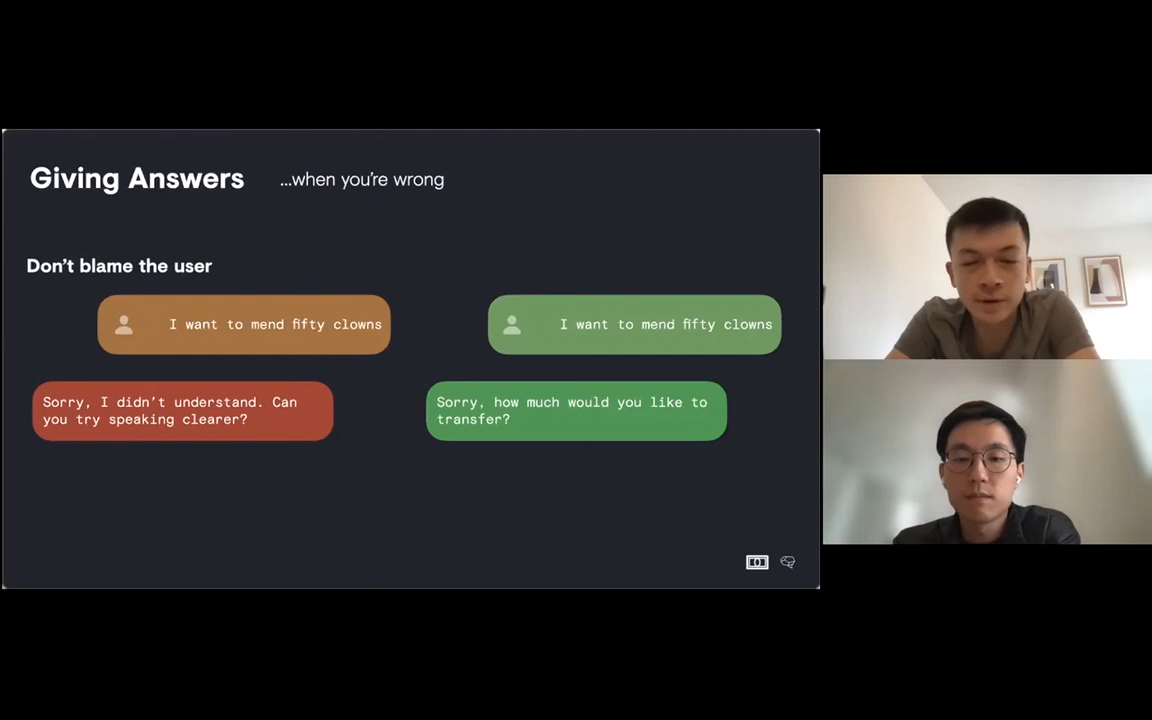 Giving Answers
...when you're wrong
Don't blame the user
I want to mend fifty clowns
I want to mend fifty clowns
Sorry, I didn't understand. Can
you try speaking clearer?
Sorry, how much would you like to
transfer?